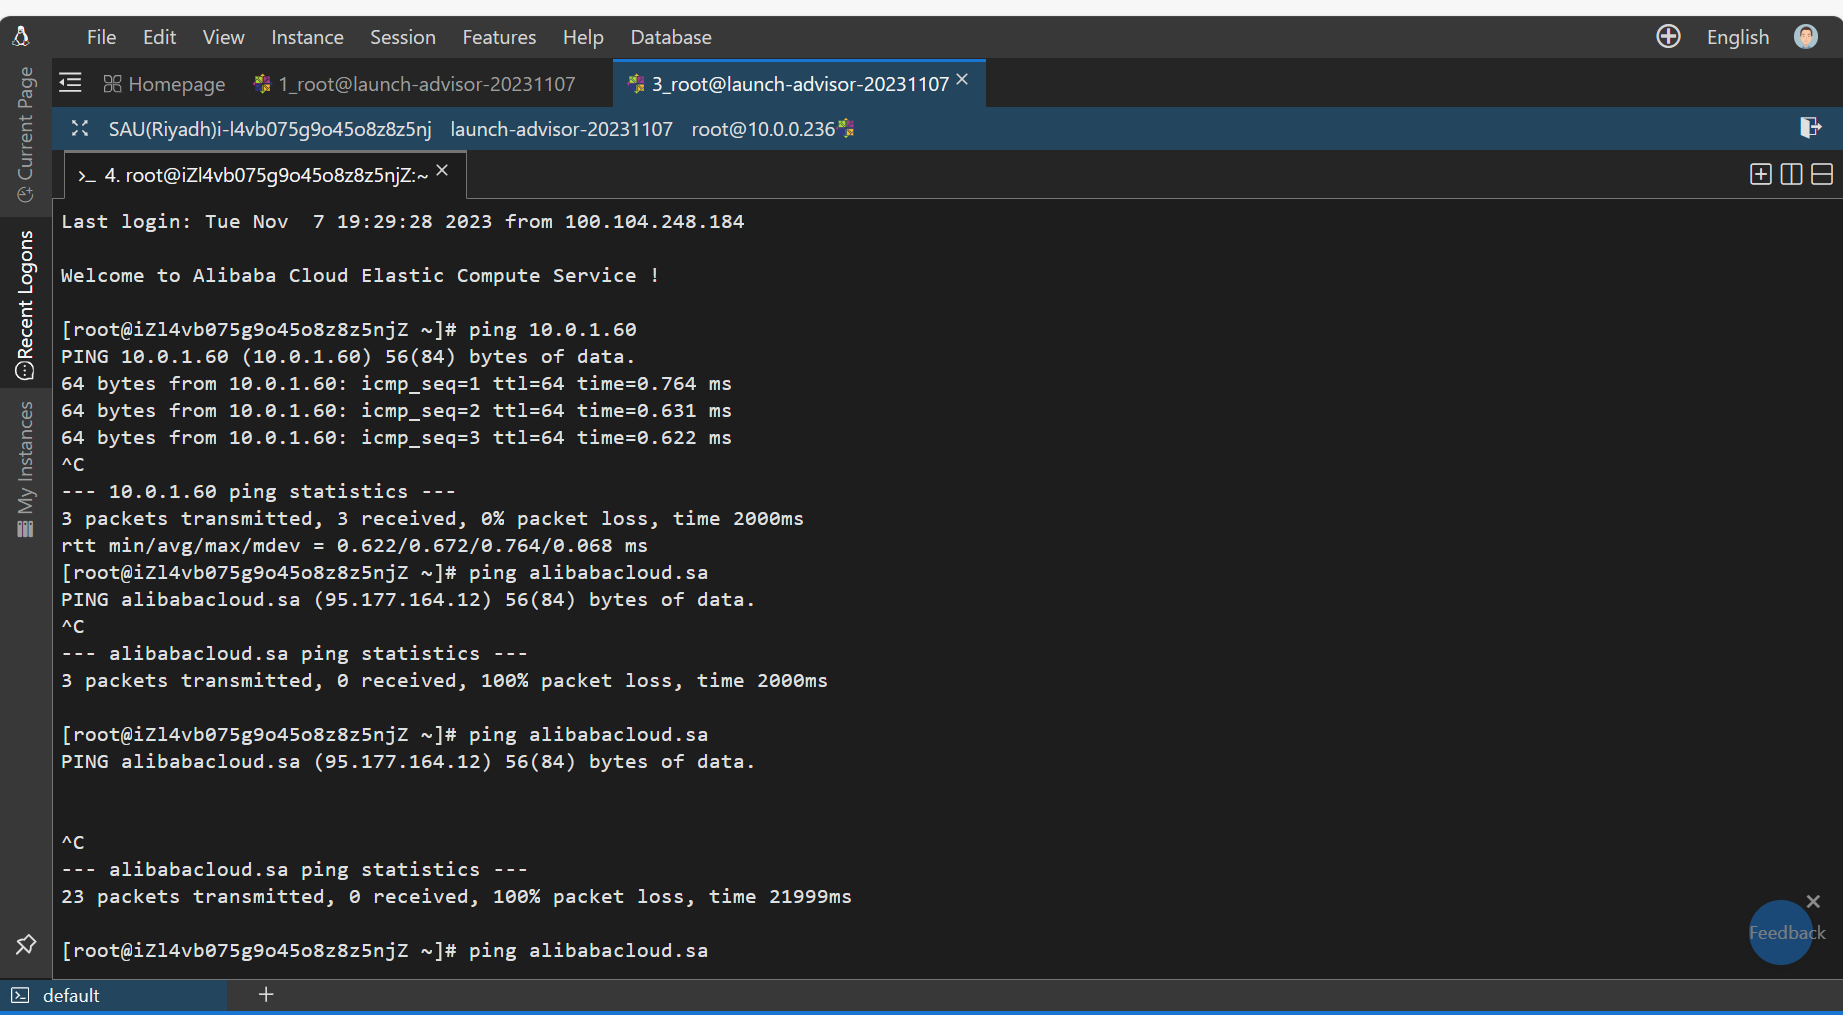 File Edit View Instance Session Features Help Database English
Homepage 1_root@launch-advisor-20231107 3_root@launch-advisor-20231107
SAU(Riyadh)i-l4vb075g9o45o8z8z5nj launch-advisor-20231107 root@10.0.0.236
Current Page
Recent Logons
My Instances
>_ 4. root@iZl4vb075g9o45o8z8z5njZ:~
Last login: Tue Nov  7 19:29:28 2023 from 100.104.248.184
Welcome to Alibaba Cloud Elastic Compute Service !
[root@iZl4vb075g9o45o8z8z5njZ ~]# ping 10.0.1.60
PING 10.0.1.60 (10.0.1.60) 56(84) bytes of data.
64 bytes from 10.0.1.60: icmp_seq=1 ttl=64 time=0.764 ms
64 bytes from 10.0.1.60: icmp_seq=2 ttl=64 time=0.631 ms
64 bytes from 10.0.1.60: icmp_seq=3 ttl=64 time=0.622 ms
^C
--- 10.0.1.60 ping statistics ---
3 packets transmitted, 3 received, 0% packet loss, time 2000ms
rtt min/avg/max/mdev = 0.622/0.672/0.764/0.068 ms
[root@iZl4vb075g9o45o8z8z5njZ ~]# ping alibabacloud.sa
PING alibabacloud.sa (95.177.164.12) 56(84) bytes of data.
^C
--- alibabacloud.sa ping statistics ---
3 packets transmitted, 0 received, 100% packet loss, time 2000ms
[root@iZl4vb075g9o45o8z8z5njZ ~]# ping alibabacloud.sa
PING alibabacloud.sa (95.177.164.12) 56(84) bytes of data.
^C
--- alibabacloud.sa ping statistics ---
23 packets transmitted, 0 received, 100% packet loss, time 21999ms
[root@iZl4vb075g9o45o8z8z5njZ ~]# ping alibabacloud.sa
Feedback
default